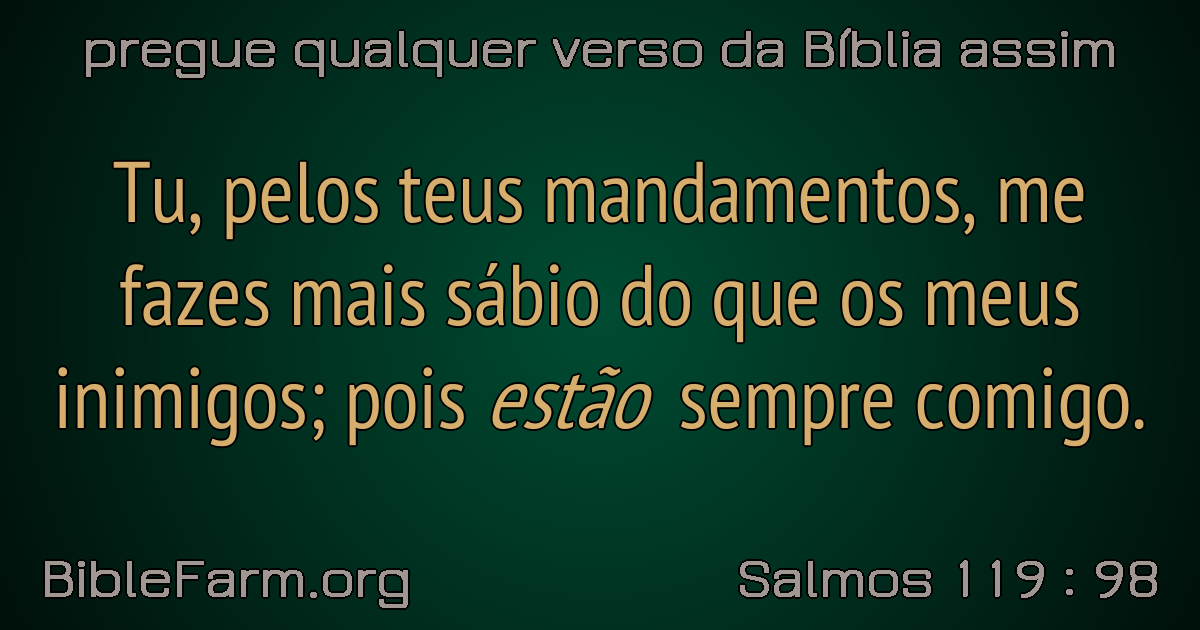 pregue qualquer verso da Bíblia assim
Tu, pelos teus mandamentos, me
fazes mais sábio do que os meus
inimigos; pois estão sempre comigo.
BibleFarm.org
Salmos 119 : 98